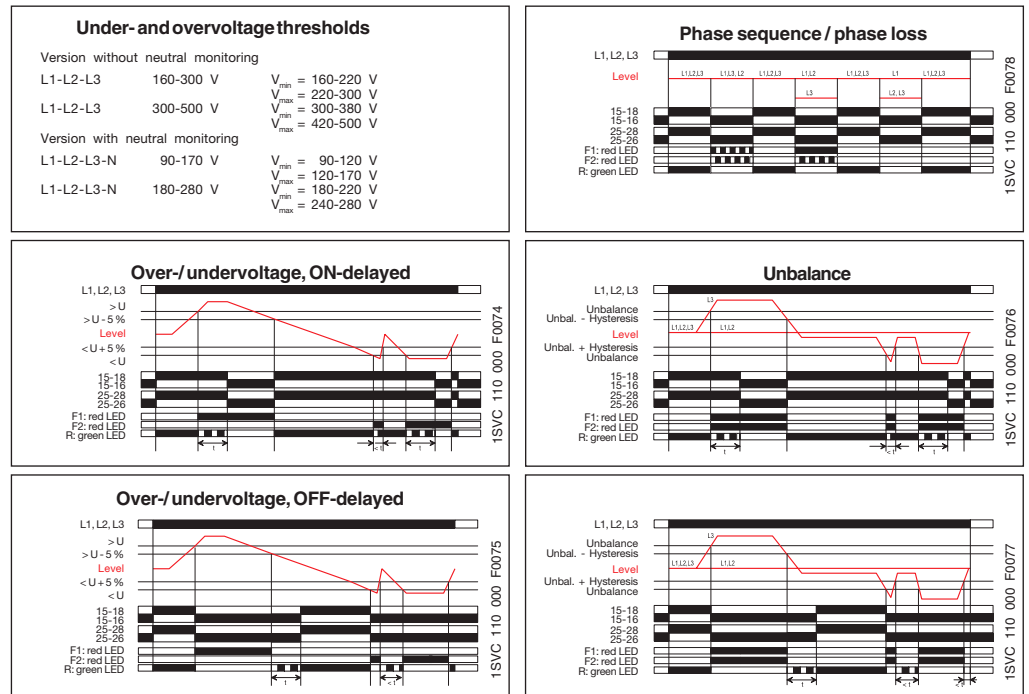 Under- and overvoltage thresholds
Version without neutral monitoring
L1-L2-L3 160-300 V Vmin = 160-220 V
Vmax = 220-300 V
L1-L2-L3 300-500 V Vmin = 300-380 V
Vmax = 420-500 V
Version with neutral monitoring
L1-L2-L3-N 90-170 V Vmin = 90-120 V
Vmax = 120-170 V
L1-L2-L3-N 180-280 V Vmin = 180-220 V
Vmax = 240-280 V
Phase sequence / phase loss
L1, L2, L3
Level
L1,L2,L3 L1,L3, L2 L1,L2,L3 L1,L2 L1,L2,L3 L1 L1,L2,L3
L3 L2, L3
15-18
15-16
25-28
25-26
F1: red LED
F2: red LED
R: green LED
1SVC 110 000 F0078
Over-/ undervoltage, ON-delayed
L1, L2, L3
> U
> U - 5 %
Level
< U + 5 %
< U
15-18
15-16
25-28
25-26
F1: red LED
F2: red LED
R: green LED
t < t t
1SVC 110 000 F0074
Unbalance
L1, L2, L3
Unbalance
Unbal. - Hysteresis
Level
Unbal. + Hysteresis
Unbalance
L3
L1,L2,L3 L1,L2
15-18
15-16
25-28
25-26
F1: red LED
F2: red LED
R: green LED
t < t t
1SVC 110 000 F0076
Over-/ undervoltage, OFF-delayed
L1, L2, L3
> U
> U - 5 %
Level
< U + 5 %
< U
15-18
15-16
25-28
25-26
F1: red LED
F2: red LED
R: green LED
t < t
1SVC 110 000 F0075
L1, L2, L3
Unbalance
Unbal. - Hysteresis
Level
Unbal. + Hysteresis
Unbalance
L3
L1,L2,L3 L1,L2
15-18
15-16
25-28
25-26
F1: red LED
F2: red LED
R: green LED
t < t < t
1SVC 110 000 F0077